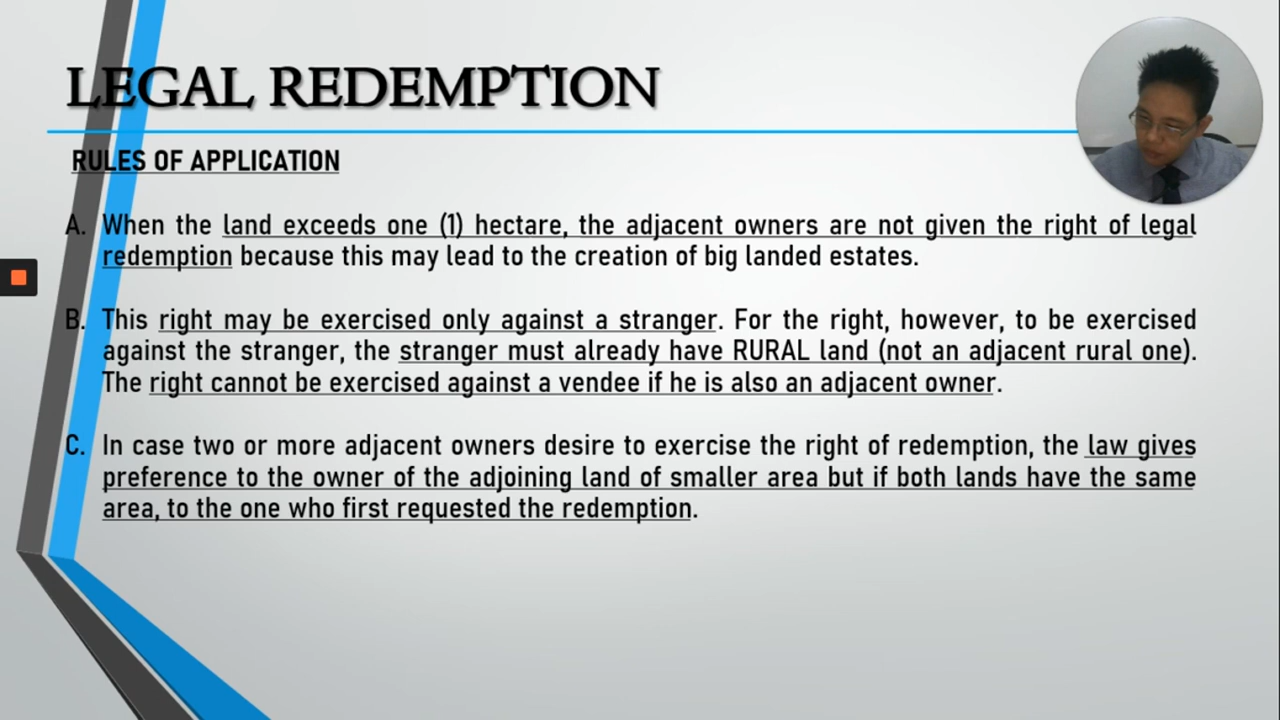 LEGAL REDEMPTION
RULES OF APPLICATION
A. When the land exceeds one (1) hectare, the adjacent owners are not given the right of legal
redemption because this may lead to the creation of big landed estates.
B. This right may be exercised only against a stranger. For the right, however, to be exercised
against the stranger, the stranger must already have RURAL land (not an adjacent rural one).
The right cannot be exercised against a vendee if he is also an adjacent owner.
C. In case two or more adjacent owners desire to exercise the right of redemption, the law gives
preference to the owner of the adjoining land of smaller area but if both lands have the same
area, to the one who first requested the redemption.